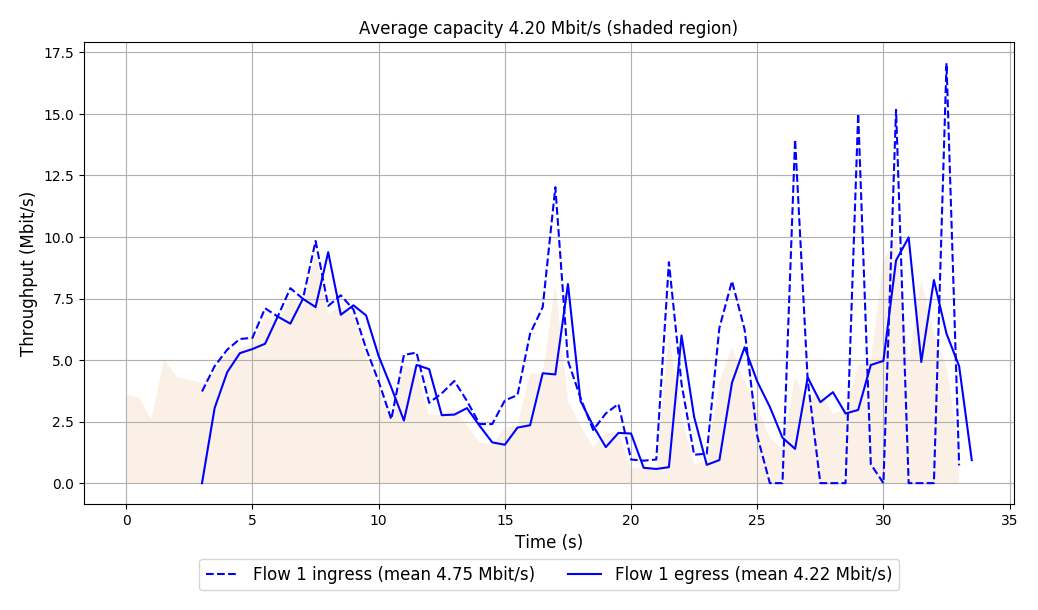 Average capacity 4.20 Mbit/s (shaded region)
17.5
15.0
12.5
10.0
7.5
5.0
2.5
0.0
Throughput (Mbit/s)
0 5 10 15 20 25 30 35
Time (s)
Flow 1 ingress (mean 4.75 Mbit/s) Flow 1 egress (mean 4.22 Mbit/s)